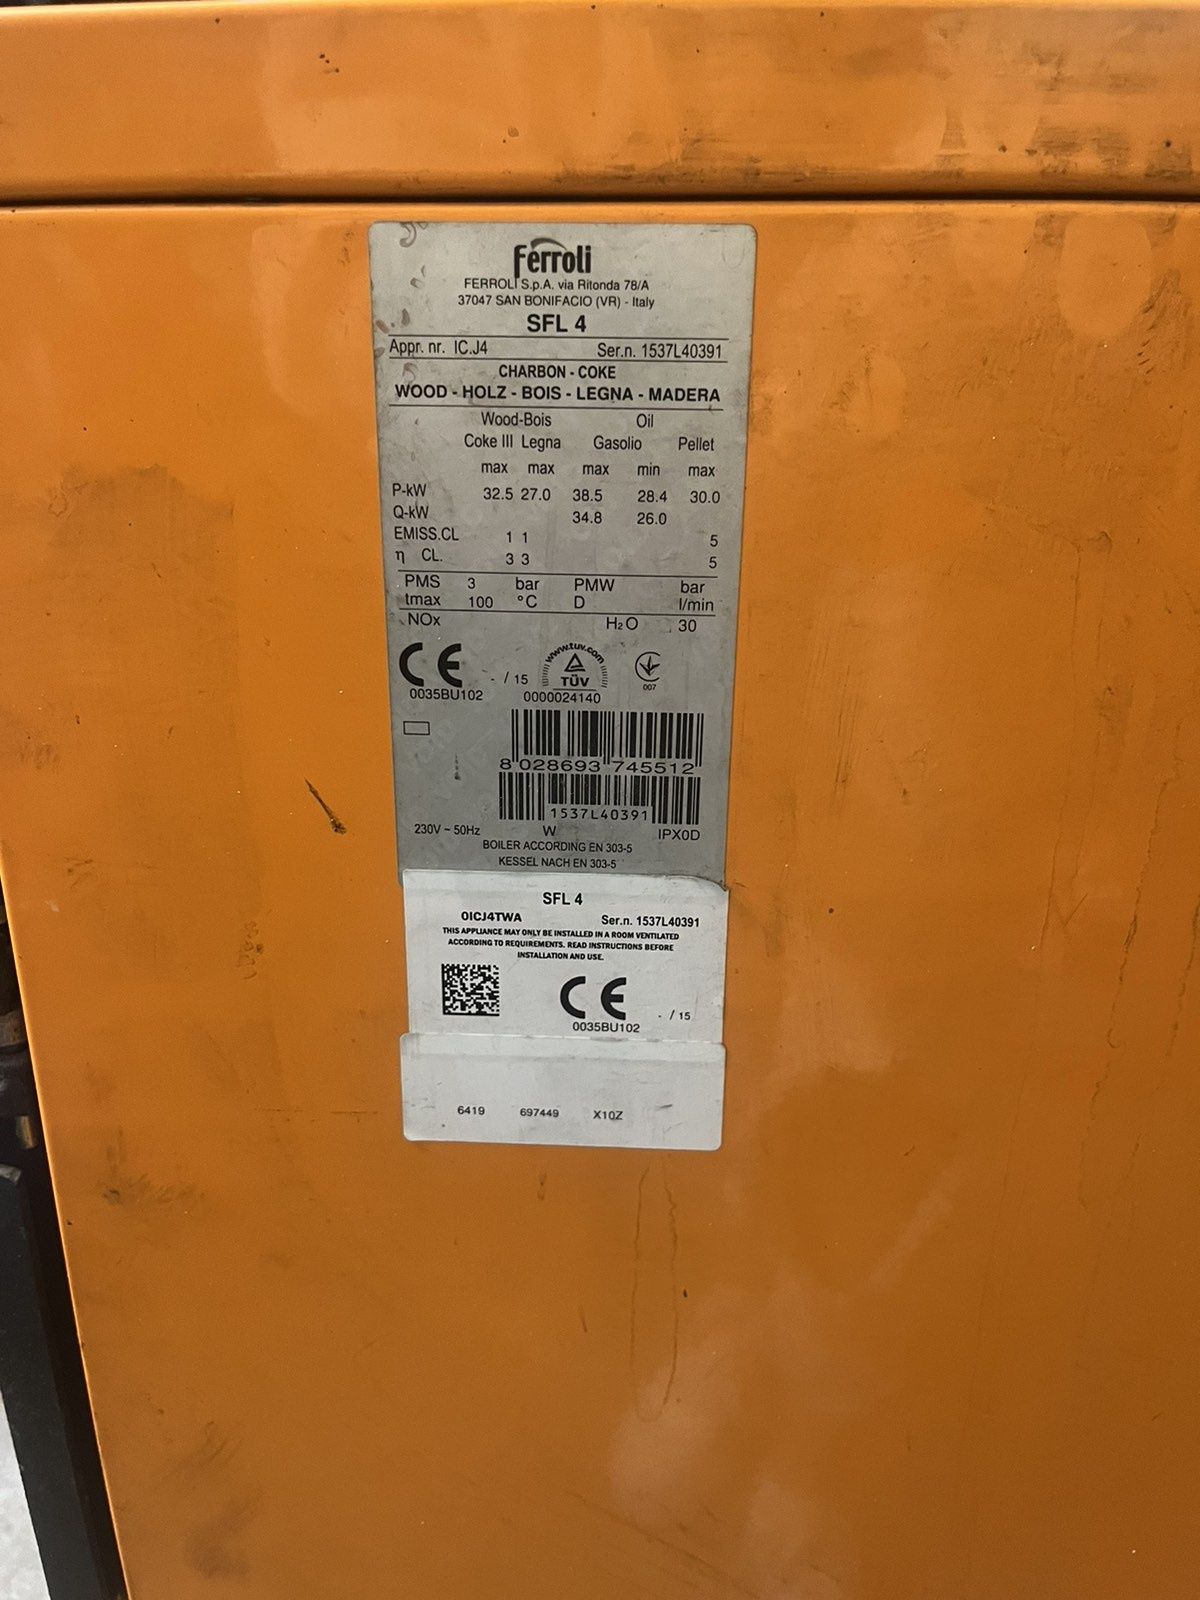 Ferroli
FERROLI S.p.A. via Ritonda 78/A
37047 SAN BONIFACIO (VR) - Italy
SFL 4
Appr. nr. IC.J4 Ser.n. 1537L40391
CHARBON - COKE
WOOD - HOLZ - BOIS - LEGNA - MADERA
Wood-Bois Oil
Coke III Legna Gasolio Pellet
max max max min max
P-kW 32.5 27.0 38.5 28.4 30.0
Q-kW 34.8 26.0
EMISS.CL 1 1 5
η CL. 3 3 5
PMS 3 bar PMW bar
tmax 100 °C D l/min
NOx H₂O 30
CE - / 15 www.tuv.com TÜV
0035BU102 0000024140 007
8 028693 745512
1537L40391
230V ~ 50Hz W IPX0D
BOILER ACCORDING EN 303-5
KESSEL NACH EN 303-5
SFL 4
0ICJ4TWA Ser.n. 1537L40391
THIS APPLIANCE MAY ONLY BE INSTALLED IN A ROOM VENTILATED
ACCORDING TO REQUIREMENTS. READ INSTRUCTIONS BEFORE
INSTALLATION AND USE.
CE - / 15
0035BU102
6419 697449 X10Z